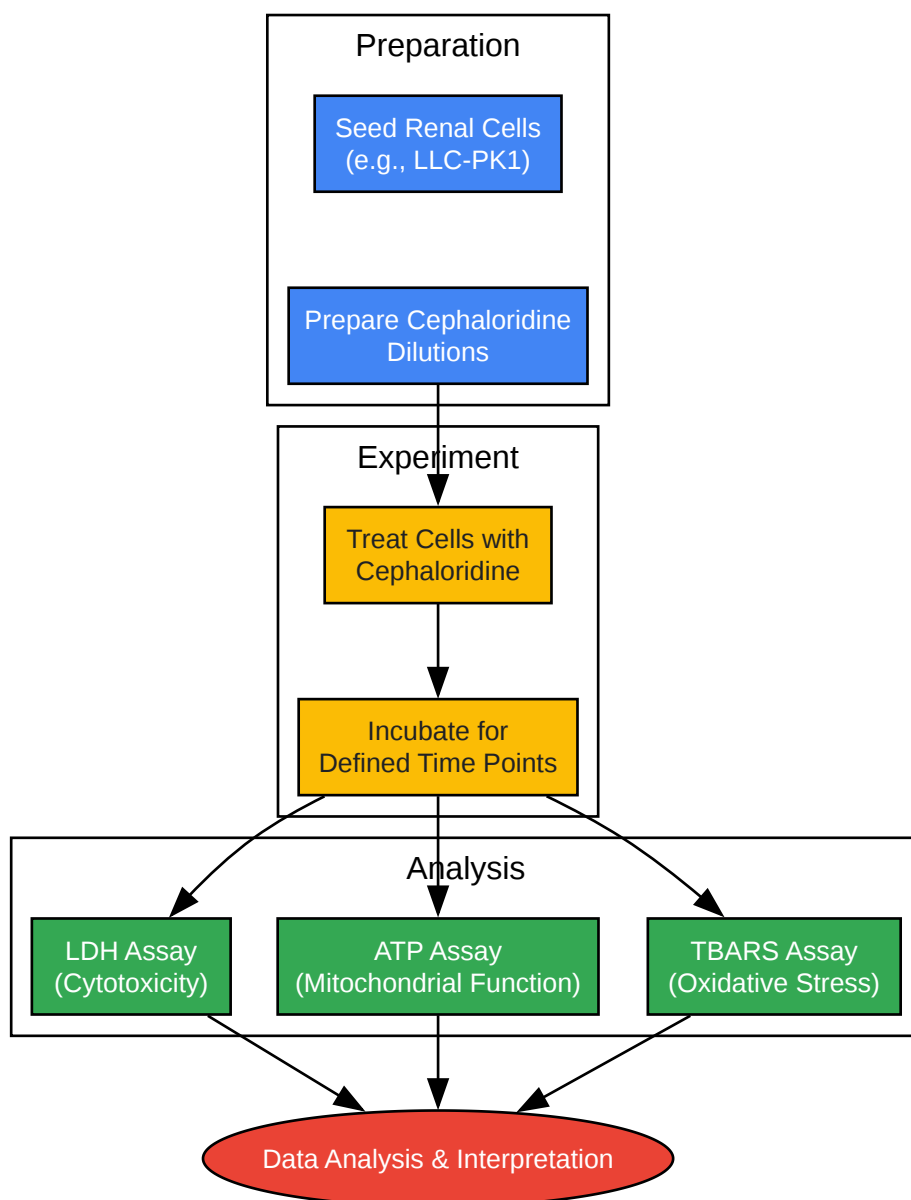 Preparation
Seed Renal Cells
(e.g., LLC-PK1)
Prepare Cephaloridine
Dilutions
Experiment
Treat Cells with
Cephaloridine
Incubate for
Defined Time Points
Analysis
LDH Assay
(Cytotoxicity)
ATP Assay
(Mitochondrial Function)
TBARS Assay
(Oxidative Stress)
Data Analysis & Interpretation